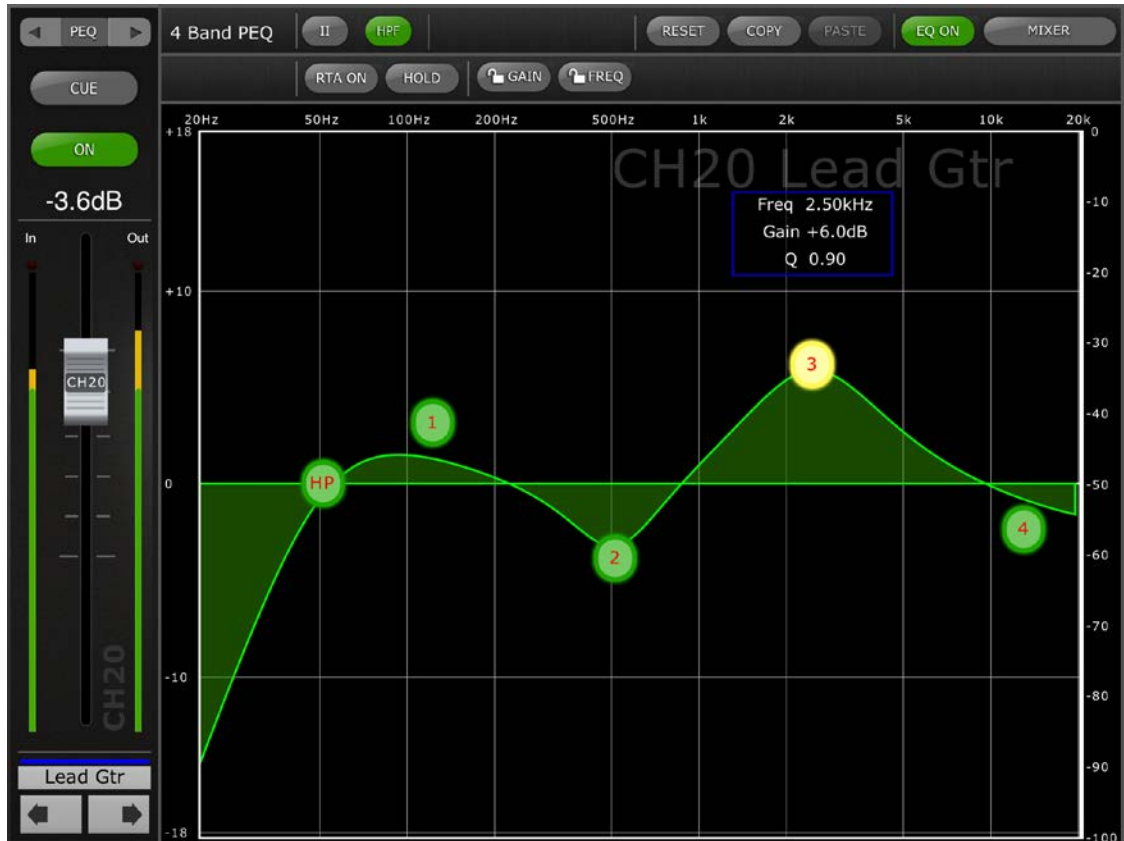 PEQ
4 Band PEQ
II
HPF
RESET
COPY
PASTE
EQ ON
MIXER
CUE
RTA ON
HOLD
GAIN
FREQ
ON
-3.6dB
In
Out
CH20
CH20
Lead Gtr
20Hz 50Hz 100Hz 200Hz 500Hz 1k 2k 5k 10k 20k
+18
+10
0
-10
-18
CH20 Lead Gtr
Freq 2.50kHz
Gain +6.0dB
Q 0.90
HP
1
2
3
4
0
-10
-20
-30
-40
-50
-60
-70
-80
-90
-100